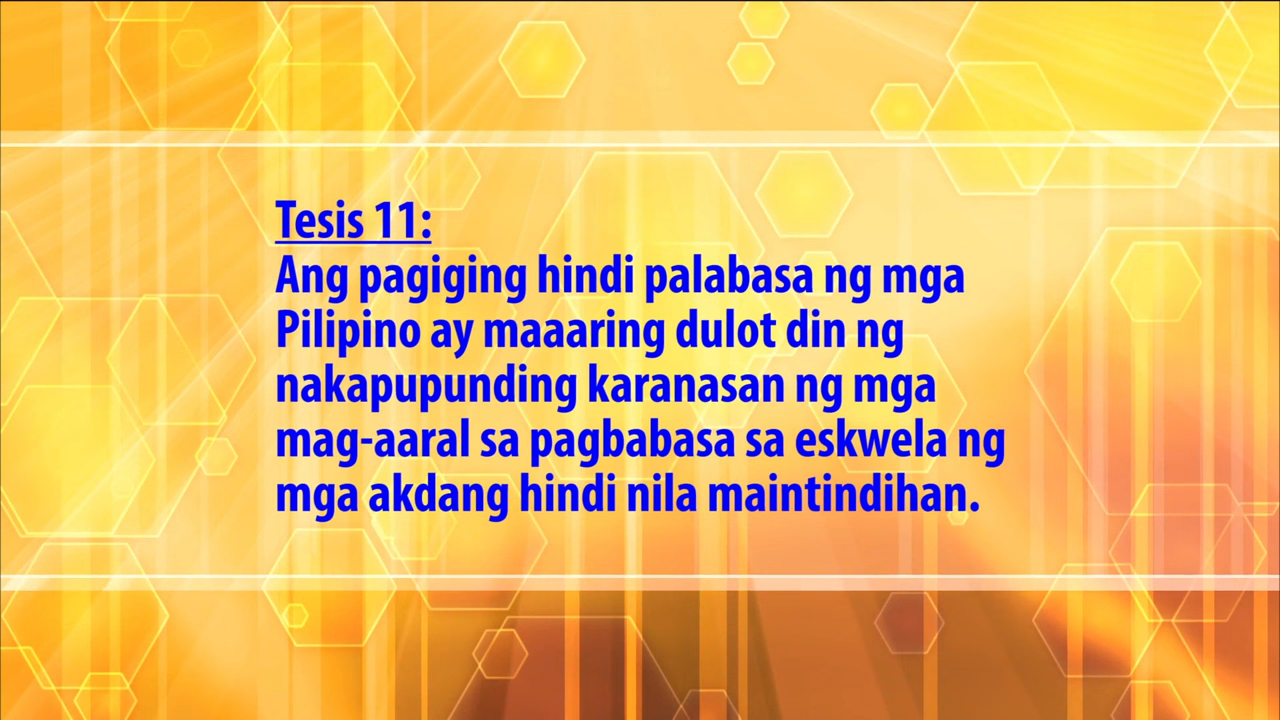 Tesis 11:
Ang pagiging hindi palabasa ng mga
Pilipino ay maaaring dulot din ng
nakapupunding karanasan ng mga
mag-aaral sa pagbabasa sa eskwela ng
mga akdang hindi nila maintindihan.